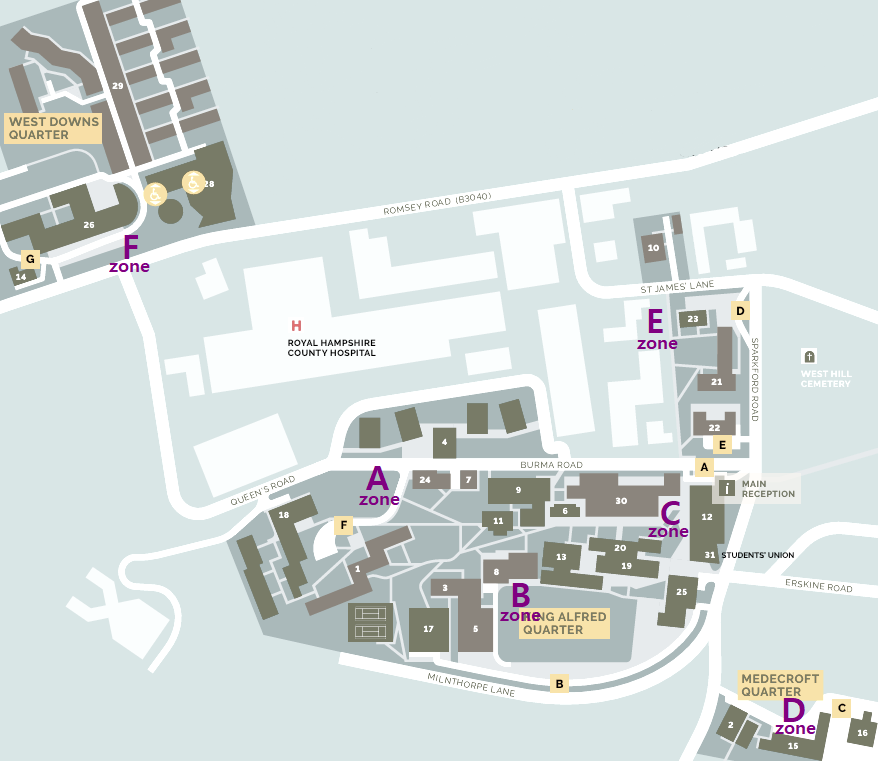 29
WEST DOWNS
QUARTER
28
26
G
14
F
zone
ROMSEY ROAD (B3040)
10
ST JAMES' LANE
E
zone
23
D
H
ROYAL HAMPSHIRE
COUNTY HOSPITAL
SPARKFORD ROAD
WEST HILL
CEMETERY
21
22
E
4
BURMA ROAD
A
A
zone
24
7
9
30
i
MAIN
RECEPTION
QUEEN'S ROAD
18
F
11
6
C
zone
12
31
STUDENTS' UNION
1
13
20
19
8
3
B
zone
KING ALFRED
QUARTER
25
ERSKINE ROAD
17
5
MILNTHORPE LANE
B
MEDECROFT
QUARTER
D
zone
C
2
15
16